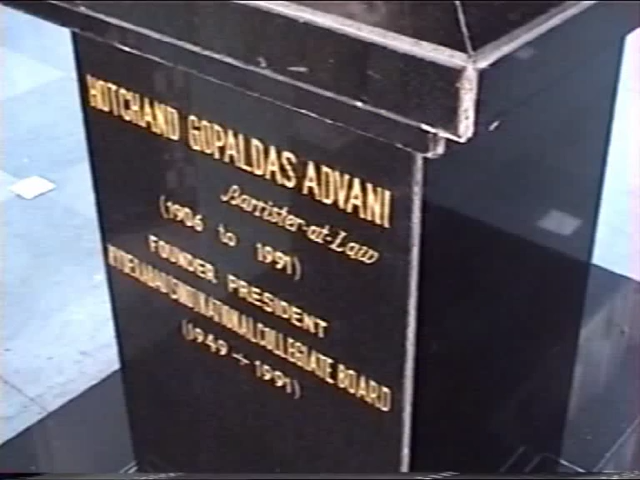 HOTCHAND GOPALDAS ADVANI
Barrister-at-Law
(1906 to 1991)
FOUNDER PRESIDENT
HYDERABAD (SIND) NATIONAL COLLEGIATE BOARD
(1949 - 1991)